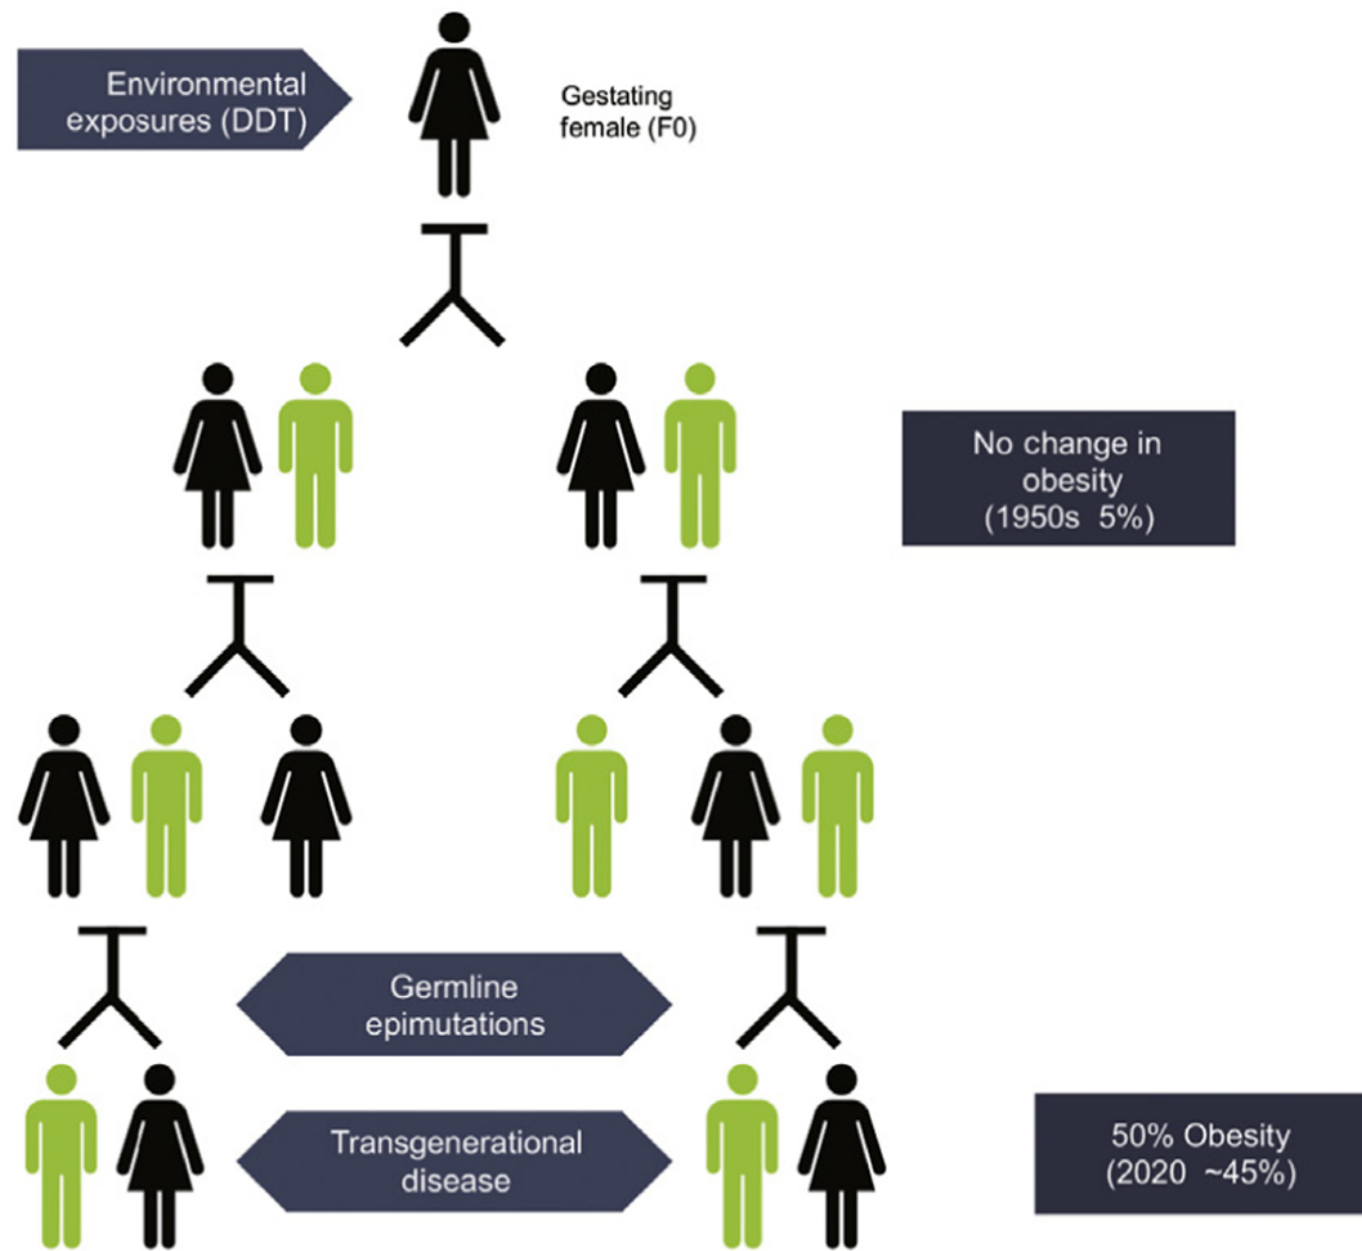 Environmental
exposures (DDT)
Gestating
female (F0)
No change in
obesity
(1950s 5%)
Germline
epimutations
Transgenerational
disease
50% Obesity
(2020 ~45%)